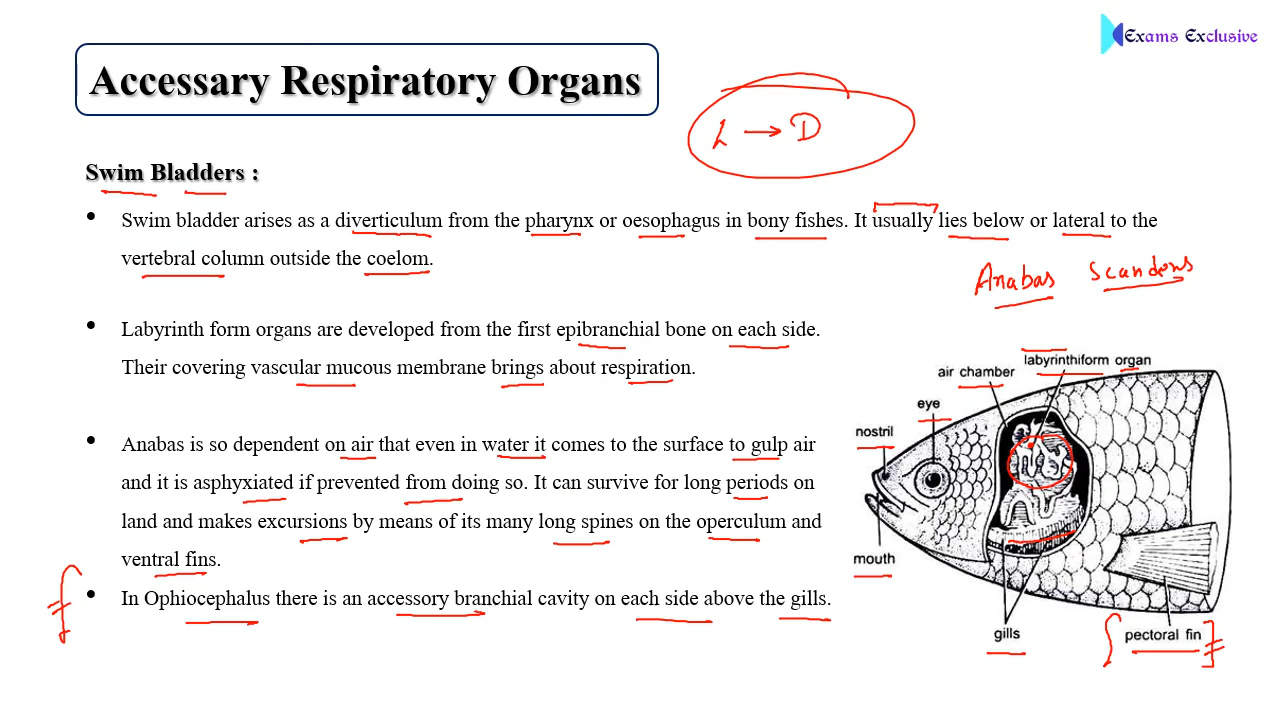 Exams Exclusive
Accessary Respiratory Organs
L → D
Swim Bladders :
• Swim bladder arises as a diverticulum from the pharynx or oesophagus in bony fishes. It usually lies below or lateral to the
vertebral column outside the coelom.
Anabas Scandens
• Labyrinth form organs are developed from the first epibranchial bone on each side.
Their covering vascular mucous membrane brings about respiration.
• Anabas is so dependent on air that even in water it comes to the surface to gulp air
and it is asphyxiated if prevented from doing so. It can survive for long periods on
land and makes excursions by means of its many long spines on the operculum and
ventral fins.
• In Ophiocephalus there is an accessory branchial cavity on each side above the gills.
labyrinthiform organ
air chamber
eye
nostril
mouth
gills
pectoral fin